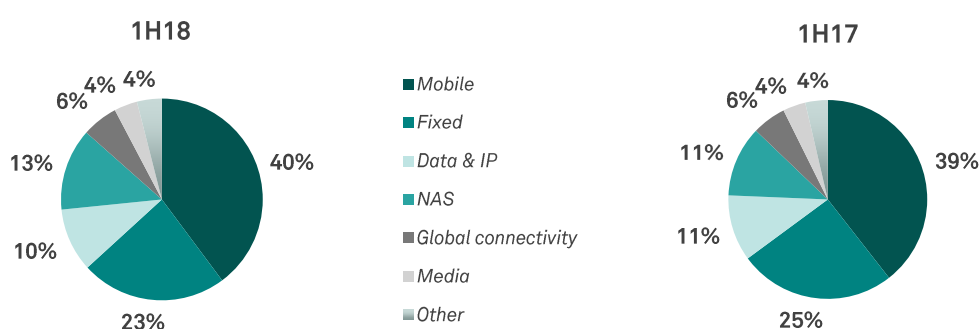 1H18
4%
4%
6%
13%
40%
10%
23%
Mobile
Fixed
Data & IP
NAS
Global connectivity
Media
Other
1H17
4%
4%
6%
11%
39%
11%
25%